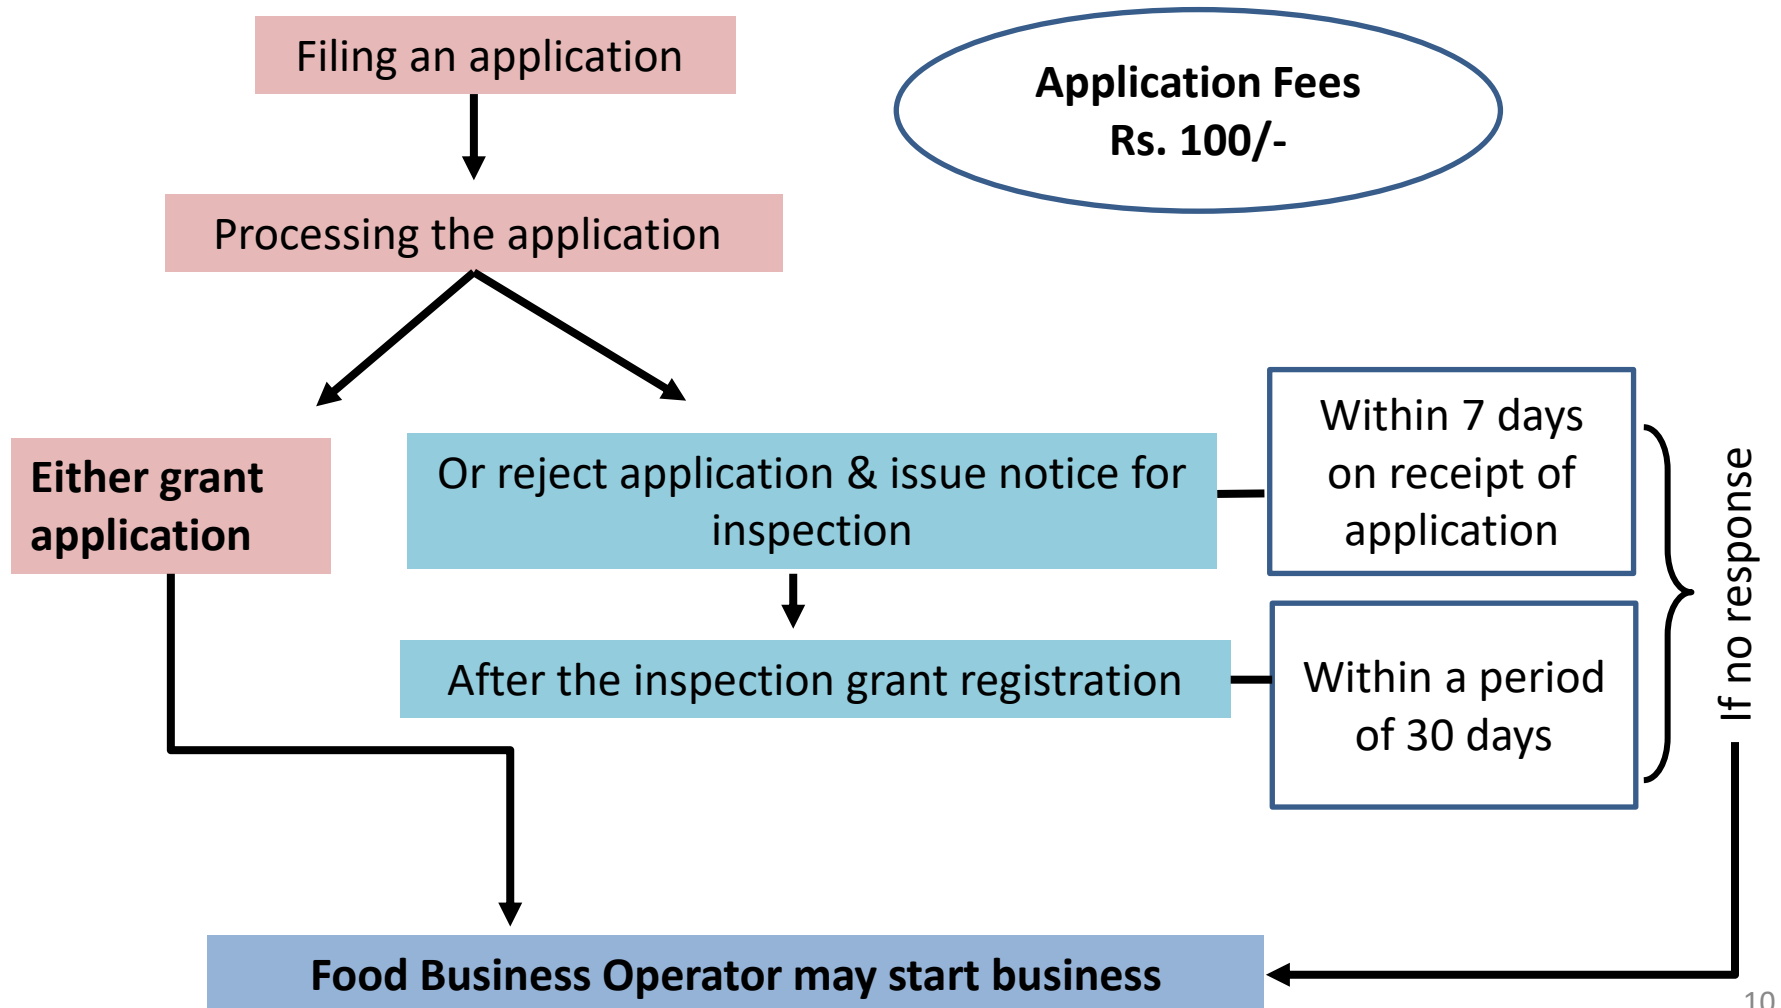 Filing an application
Application Fees
Rs. 100/-
Processing the application
Either grant
application
Or reject application & issue notice for
inspection
Within 7 days
on receipt of
application
After the inspection grant registration
Within a period
of 30 days
If no response
Food Business Operator may start business
10